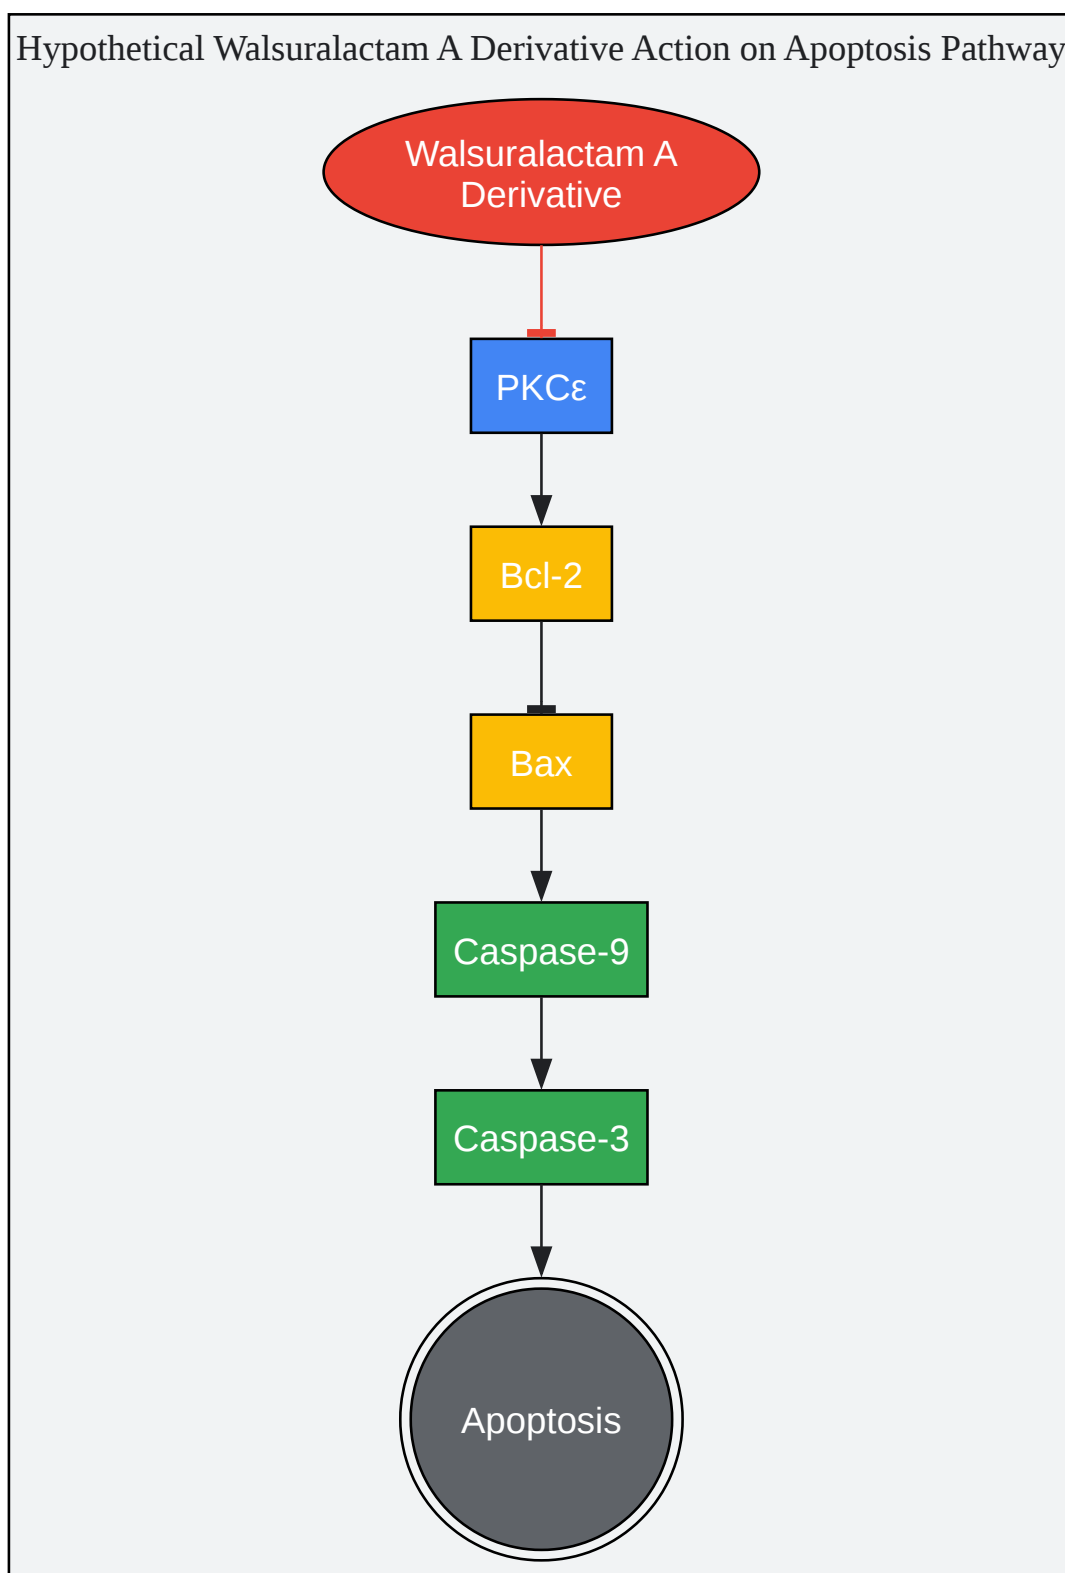 Hypothetical Walsuralactam A Derivative Action on Apoptosis Pathway
Walsuralactam A
Derivative
PKCε
Bcl-2
Bax
Caspase-9
Caspase-3
Apoptosis